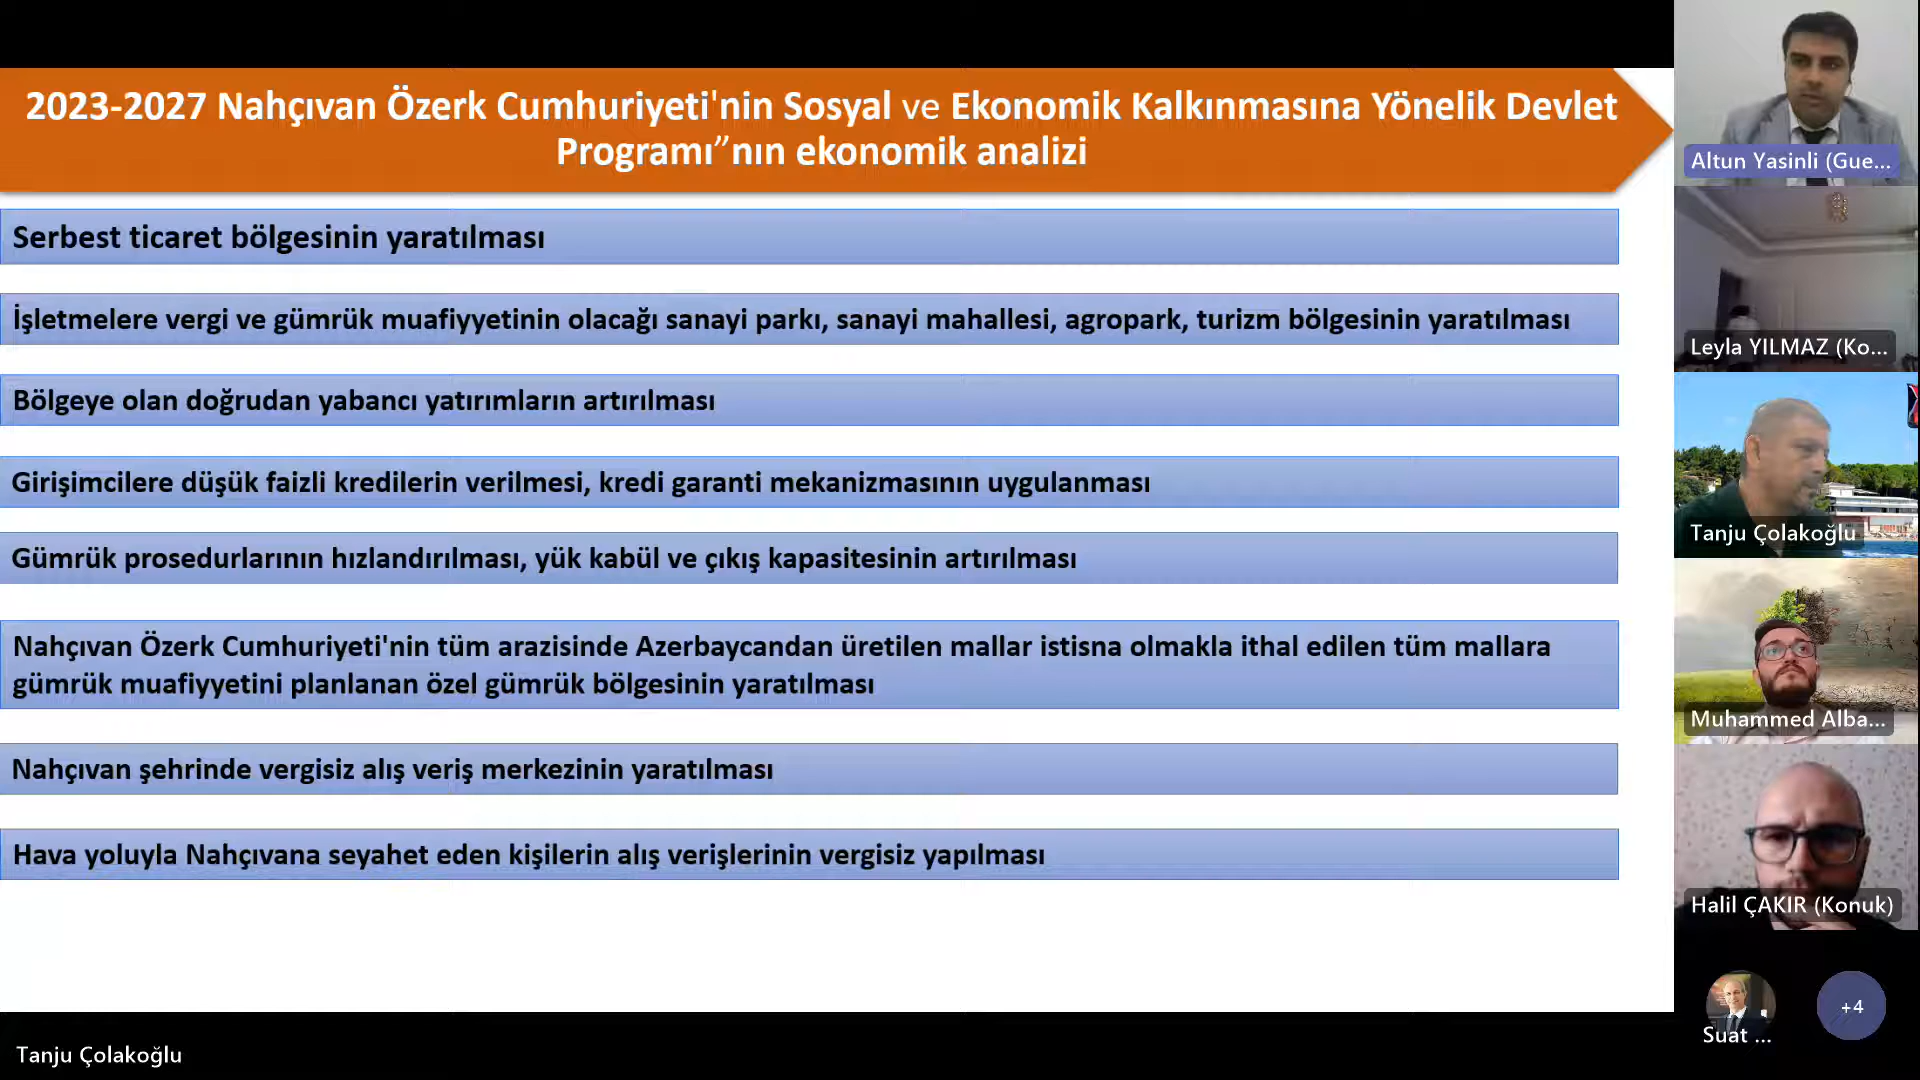 2023-2027 Nahçıvan Özerk Cumhuriyeti'nin Sosyal ve Ekonomik Kalkınmasına Yönelik Devlet
Programı”nın ekonomik analizi
Serbest ticaret bölgesinin yaratılması
İşletmelere vergi ve gümrük muafiyyetinin olacağı sanayi parkı, sanayi mahallesi, agropark, turizm bölgesinin yaratılması
Bölgeye olan doğrudan yabancı yatırımların artırılması
Girişimcilere düşük faizli kredilerin verilmesi, kredi garanti mekanizmasının uygulanması
Gümrük prosedurlarının hızlandırılması, yük kabül ve çıkış kapasitesinin artırılması
Nahçıvan Özerk Cumhuriyeti'nin tüm arazisinde Azerbaycandan üretilen mallar istisna olmakla ithal edilen tüm mallara
gümrük muafiyyetini planlanan özel gümrük bölgesinin yaratılması
Nahçıvan şehrinde vergisiz alış veriş merkezinin yaratılması
Hava yoluyla Nahçıvana seyahet eden kişilerin alış verişlerinin vergisiz yapılması
Altun Yasinli (Gue...
Leyla YILMAZ (Ko...
Tanju Çolakoğlu
Muhammed Alba...
Halil ÇAKIR (Konuk)
Suat ...
+4
Tanju Çolakoğlu